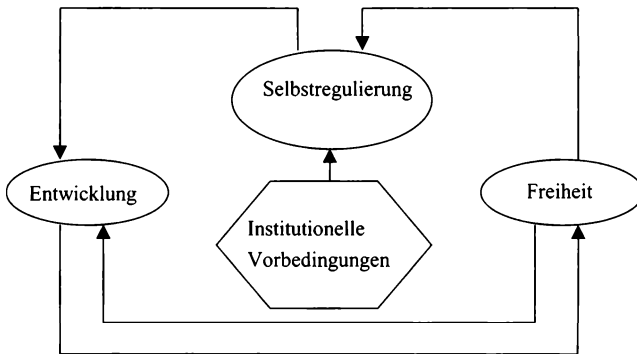 Selbstregulierung
Entwicklung
Freiheit
Institutionelle
Vorbedingungen